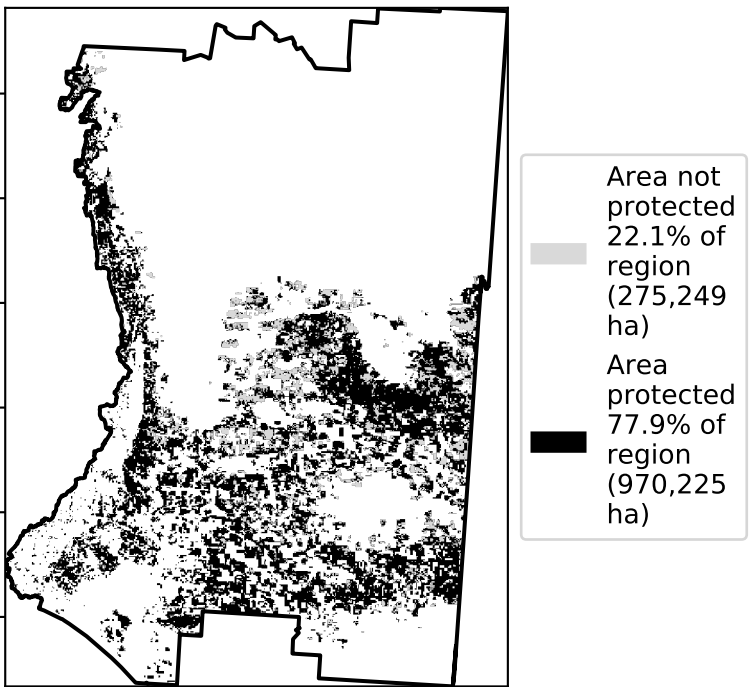 Area not
protected
22.1% of
region
(275,249
ha)
Area
protected
77.9% of
region
(970,225
ha)